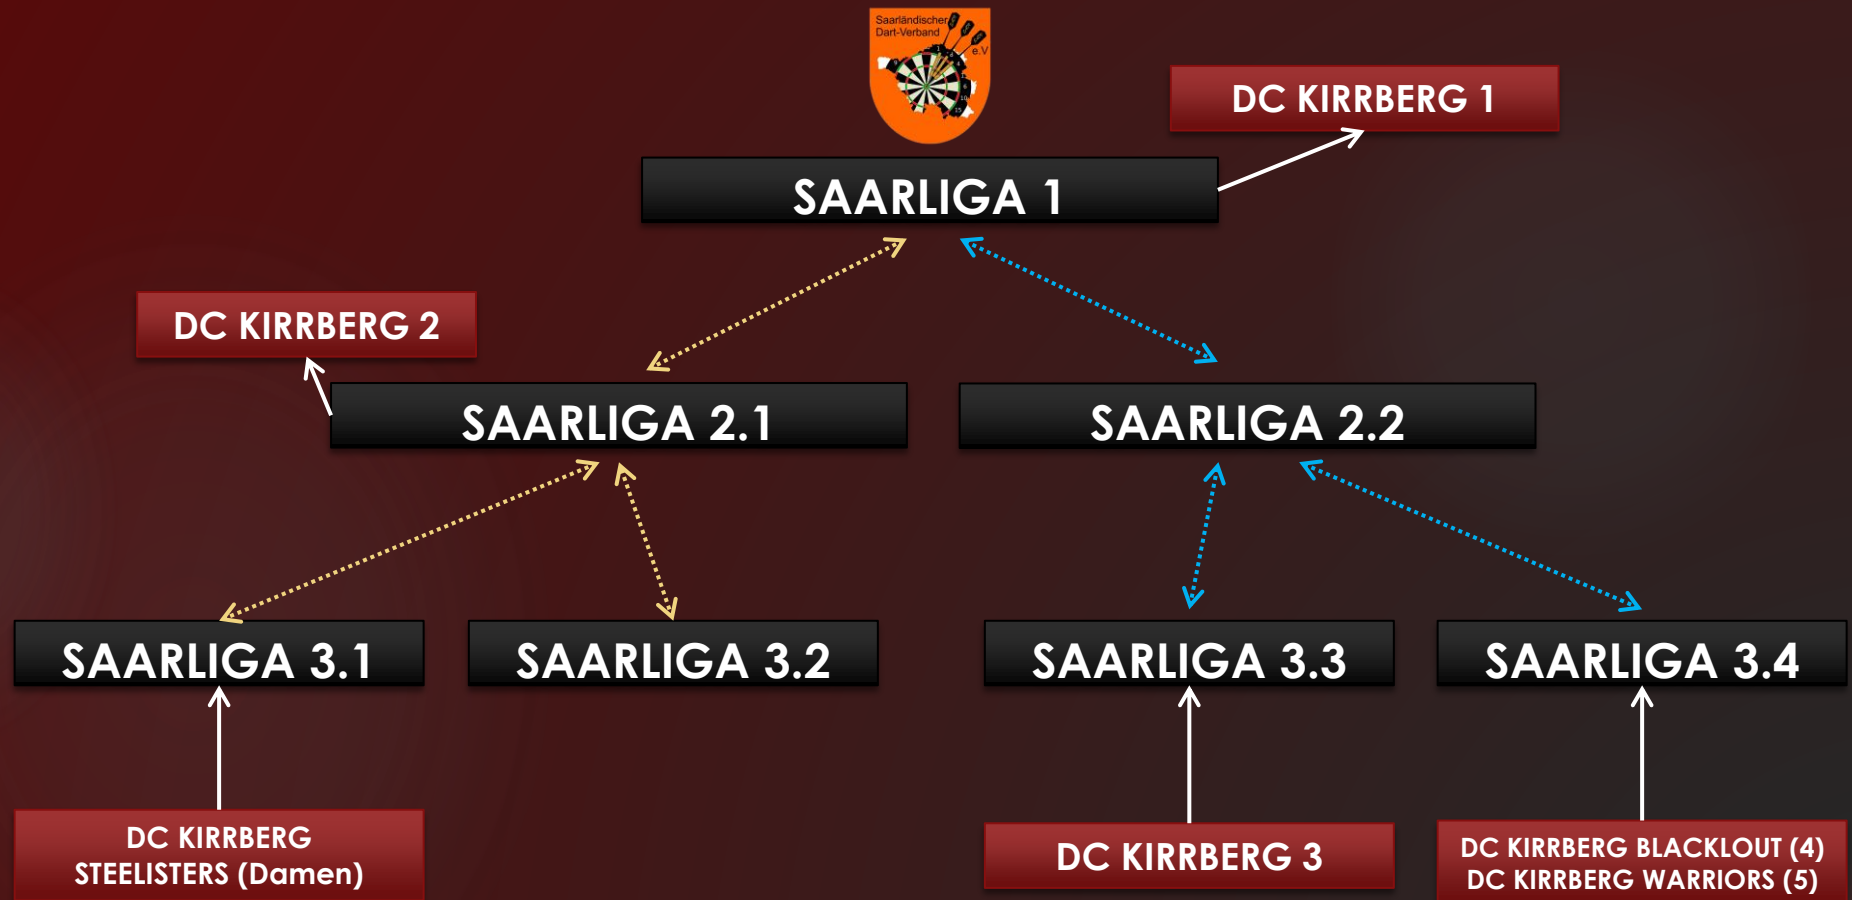 Saarländischer
Dart-Verband
e.V
DC KIRRBERG 1
SAARLIGA 1
DC KIRRBERG 2
SAARLIGA 2.1
SAARLIGA 2.2
SAARLIGA 3.1
SAARLIGA 3.2
SAARLIGA 3.3
SAARLIGA 3.4
DC KIRRBERG
STEELISTERS (Damen)
DC KIRRBERG 3
DC KIRRBERG BLACKLOUT (4)
DC KIRRBERG WARRIORS (5)